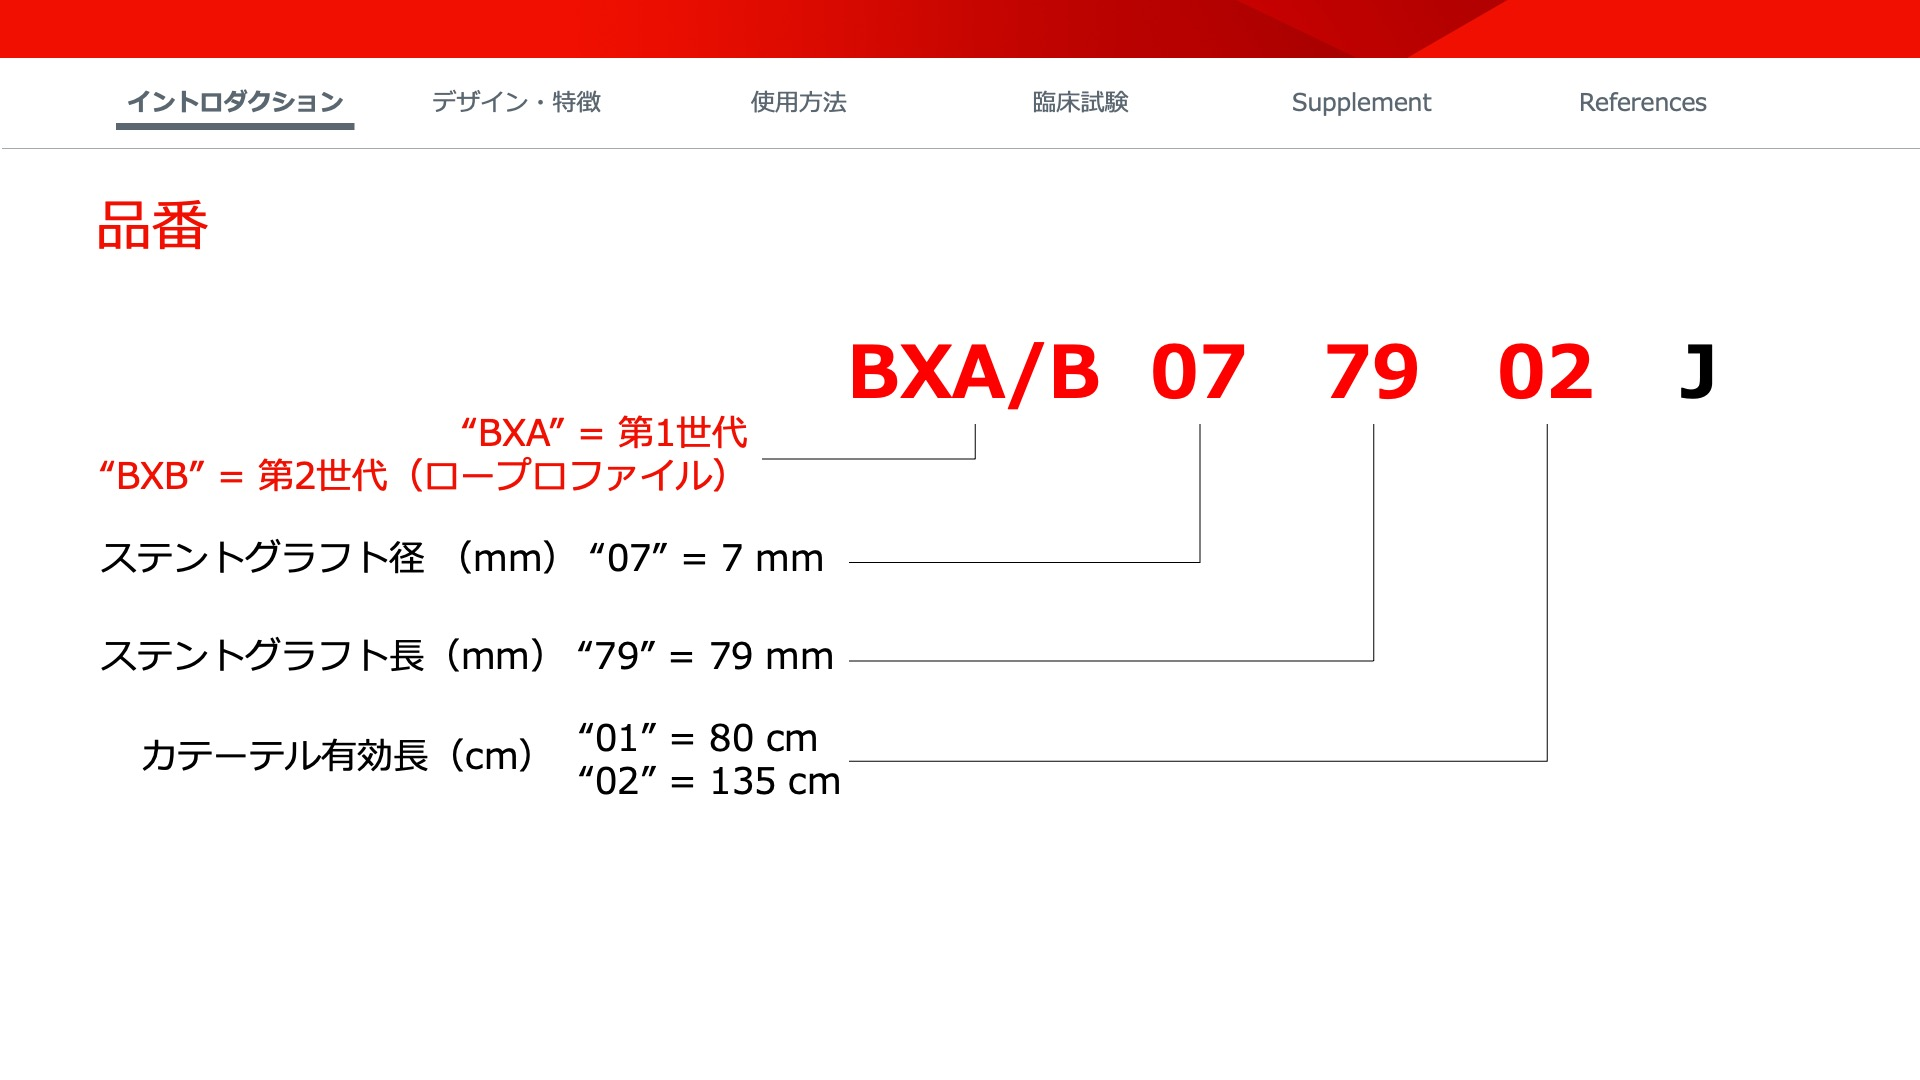 イントロダクション デザイン・特徴 使用方法 臨床試験 Supplement References
品番
BXA/B 07 79 02 J
“BXA” = 第1世代
“BXB” = 第2世代（ロープロファイル）
ステントグラフト径 （mm） “07” = 7 mm
ステントグラフト長（mm） “79” = 79 mm
カテーテル有効長（cm）
“01” = 80 cm
“02” = 135 cm